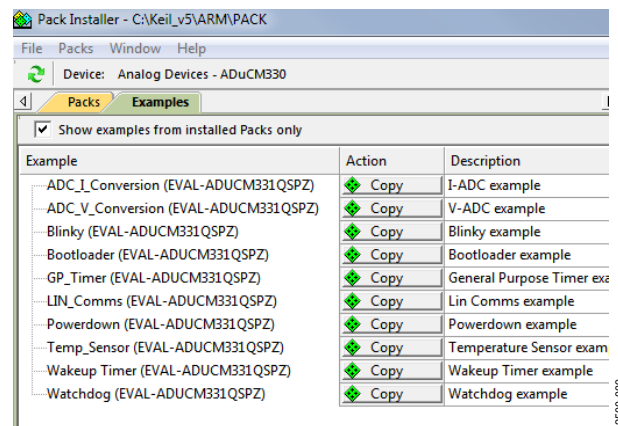 Pack Installer - C:\Keil_v5\ARM\PACK
File Packs Window Help
Device: Analog Devices - ADuCM330
Packs Examples
Show examples from installed Packs only
Example Action Description
ADC_I_Conversion (EVAL-ADUCM331QSPZ) Copy I-ADC example
ADC_V_Conversion (EVAL-ADUCM331QSPZ) Copy V-ADC example
Blinky (EVAL-ADUCM331QSPZ) Copy Blinky example
Bootloader (EVAL-ADUCM331QSPZ) Copy Bootloader example
GP_Timer (EVAL-ADUCM331QSPZ) Copy General Purpose Timer exa
LIN_Comms (EVAL-ADUCM331QSPZ) Copy Lin Comms example
Powerdown (EVAL-ADUCM331QSPZ) Copy Powerdown example
Temp_Sensor (EVAL-ADUCM331QSPZ) Copy Temperature Sensor exam
Wakeup Timer (EVAL-ADUCM331QSPZ) Copy Wakeup Timer example
Watchdog (EVAL-ADUCM331QSPZ) Copy Watchdog example